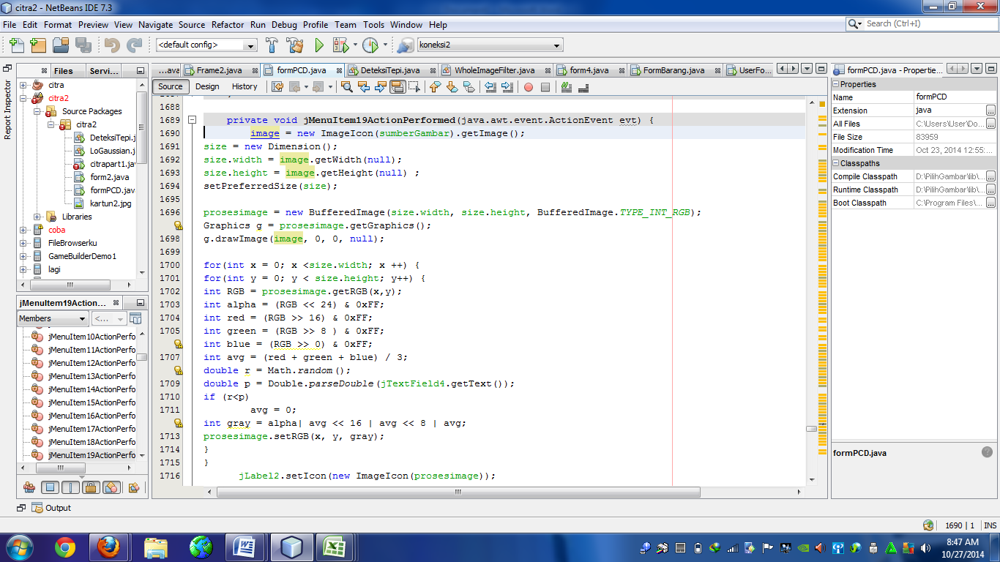 citra2 - NetBeans IDE 7.3
File Edit Format Preview View Navigate Source Refactor Run Debug Profile Team Tools Window Help
Search (Ctrl+I)
<default config>
koneksi2
Report Inspector
Files Servi...
citra
citra2
Source Packages
citra2
DeteksiTepi.j
LoGaussian.j
citrapart1.ja
form2.java
formPCD.jav
kartun2.jpg
Libraries
coba
FileBrowserku
GameBuilderDemo1
lagi
jMenuItem19Action...
Members <...
jMenuItem10ActionPerfo
jMenuItem11ActionPerfo
jMenuItem12ActionPerfo
jMenuItem13ActionPerfo
jMenuItem14ActionPerfo
jMenuItem15ActionPerfo
jMenuItem16ActionPerfo
jMenuItem17ActionPerfo
jMenuItem18ActionPerfo
jMenuItem19ActionPerfo
...ava Frame2.java formPCD.java DeteksiTepi.java WholeImageFilter.java form4.java FormBarang.java UserFo...
Source Design History
1688
1689 private void jMenuItem19ActionPerformed(java.awt.event.ActionEvent evt) {
1690 image = new ImageIcon(sumberGambar).getImage();
1691 size = new Dimension();
1692 size.width = image.getWidth(null);
1693 size.height = image.getHeight(null) ;
1694 setPreferredSize(size);
1695
1696 prosesimage = new BufferedImage(size.width, size.height, BufferedImage.TYPE_INT_RGB);
Graphics g = prosesimage.getGraphics();
1698 g.drawImage(image, 0, 0, null);
1699
1700 for(int x = 0; x <size.width; x ++) {
1701 for(int y = 0; y < size.height; y++) {
1702 int RGB = prosesimage.getRGB(x,y);
1703 int alpha = (RGB << 24) & 0xFF;
1704 int red = (RGB >> 16) & 0xFF;
1705 int green = (RGB >> 8 ) & 0xFF;
int blue = (RGB >> 0) & 0xFF;
1707 int avg = (red + green + blue) / 3;
double r = Math.random();
1709 double p = Double.parseDouble(jTextField4.getText());
1710 if (r<p)
1711 avg = 0;
int gray = alpha| avg << 16 | avg << 8 | avg;
1713 prosesimage.setRGB(x, y, gray);
1714 }
1715 }
1716 jLabel2.setIcon(new ImageIcon(prosesimage));
formPCD.java - Propertie...
Properties
Name formPCD
Extension java
All Files C:\Users\User\Do...
File Size 83959
Modification Time Oct 23, 2014 12:55:...
Classpaths
Compile Classpath D:\PilihGambar\lib\...
Runtime Classpath D:\PilihGambar\lib\...
Boot Classpath C:\Program Files\...
formPCD.java
Output
1690 | 1 INS
8:47 AM
10/27/2014